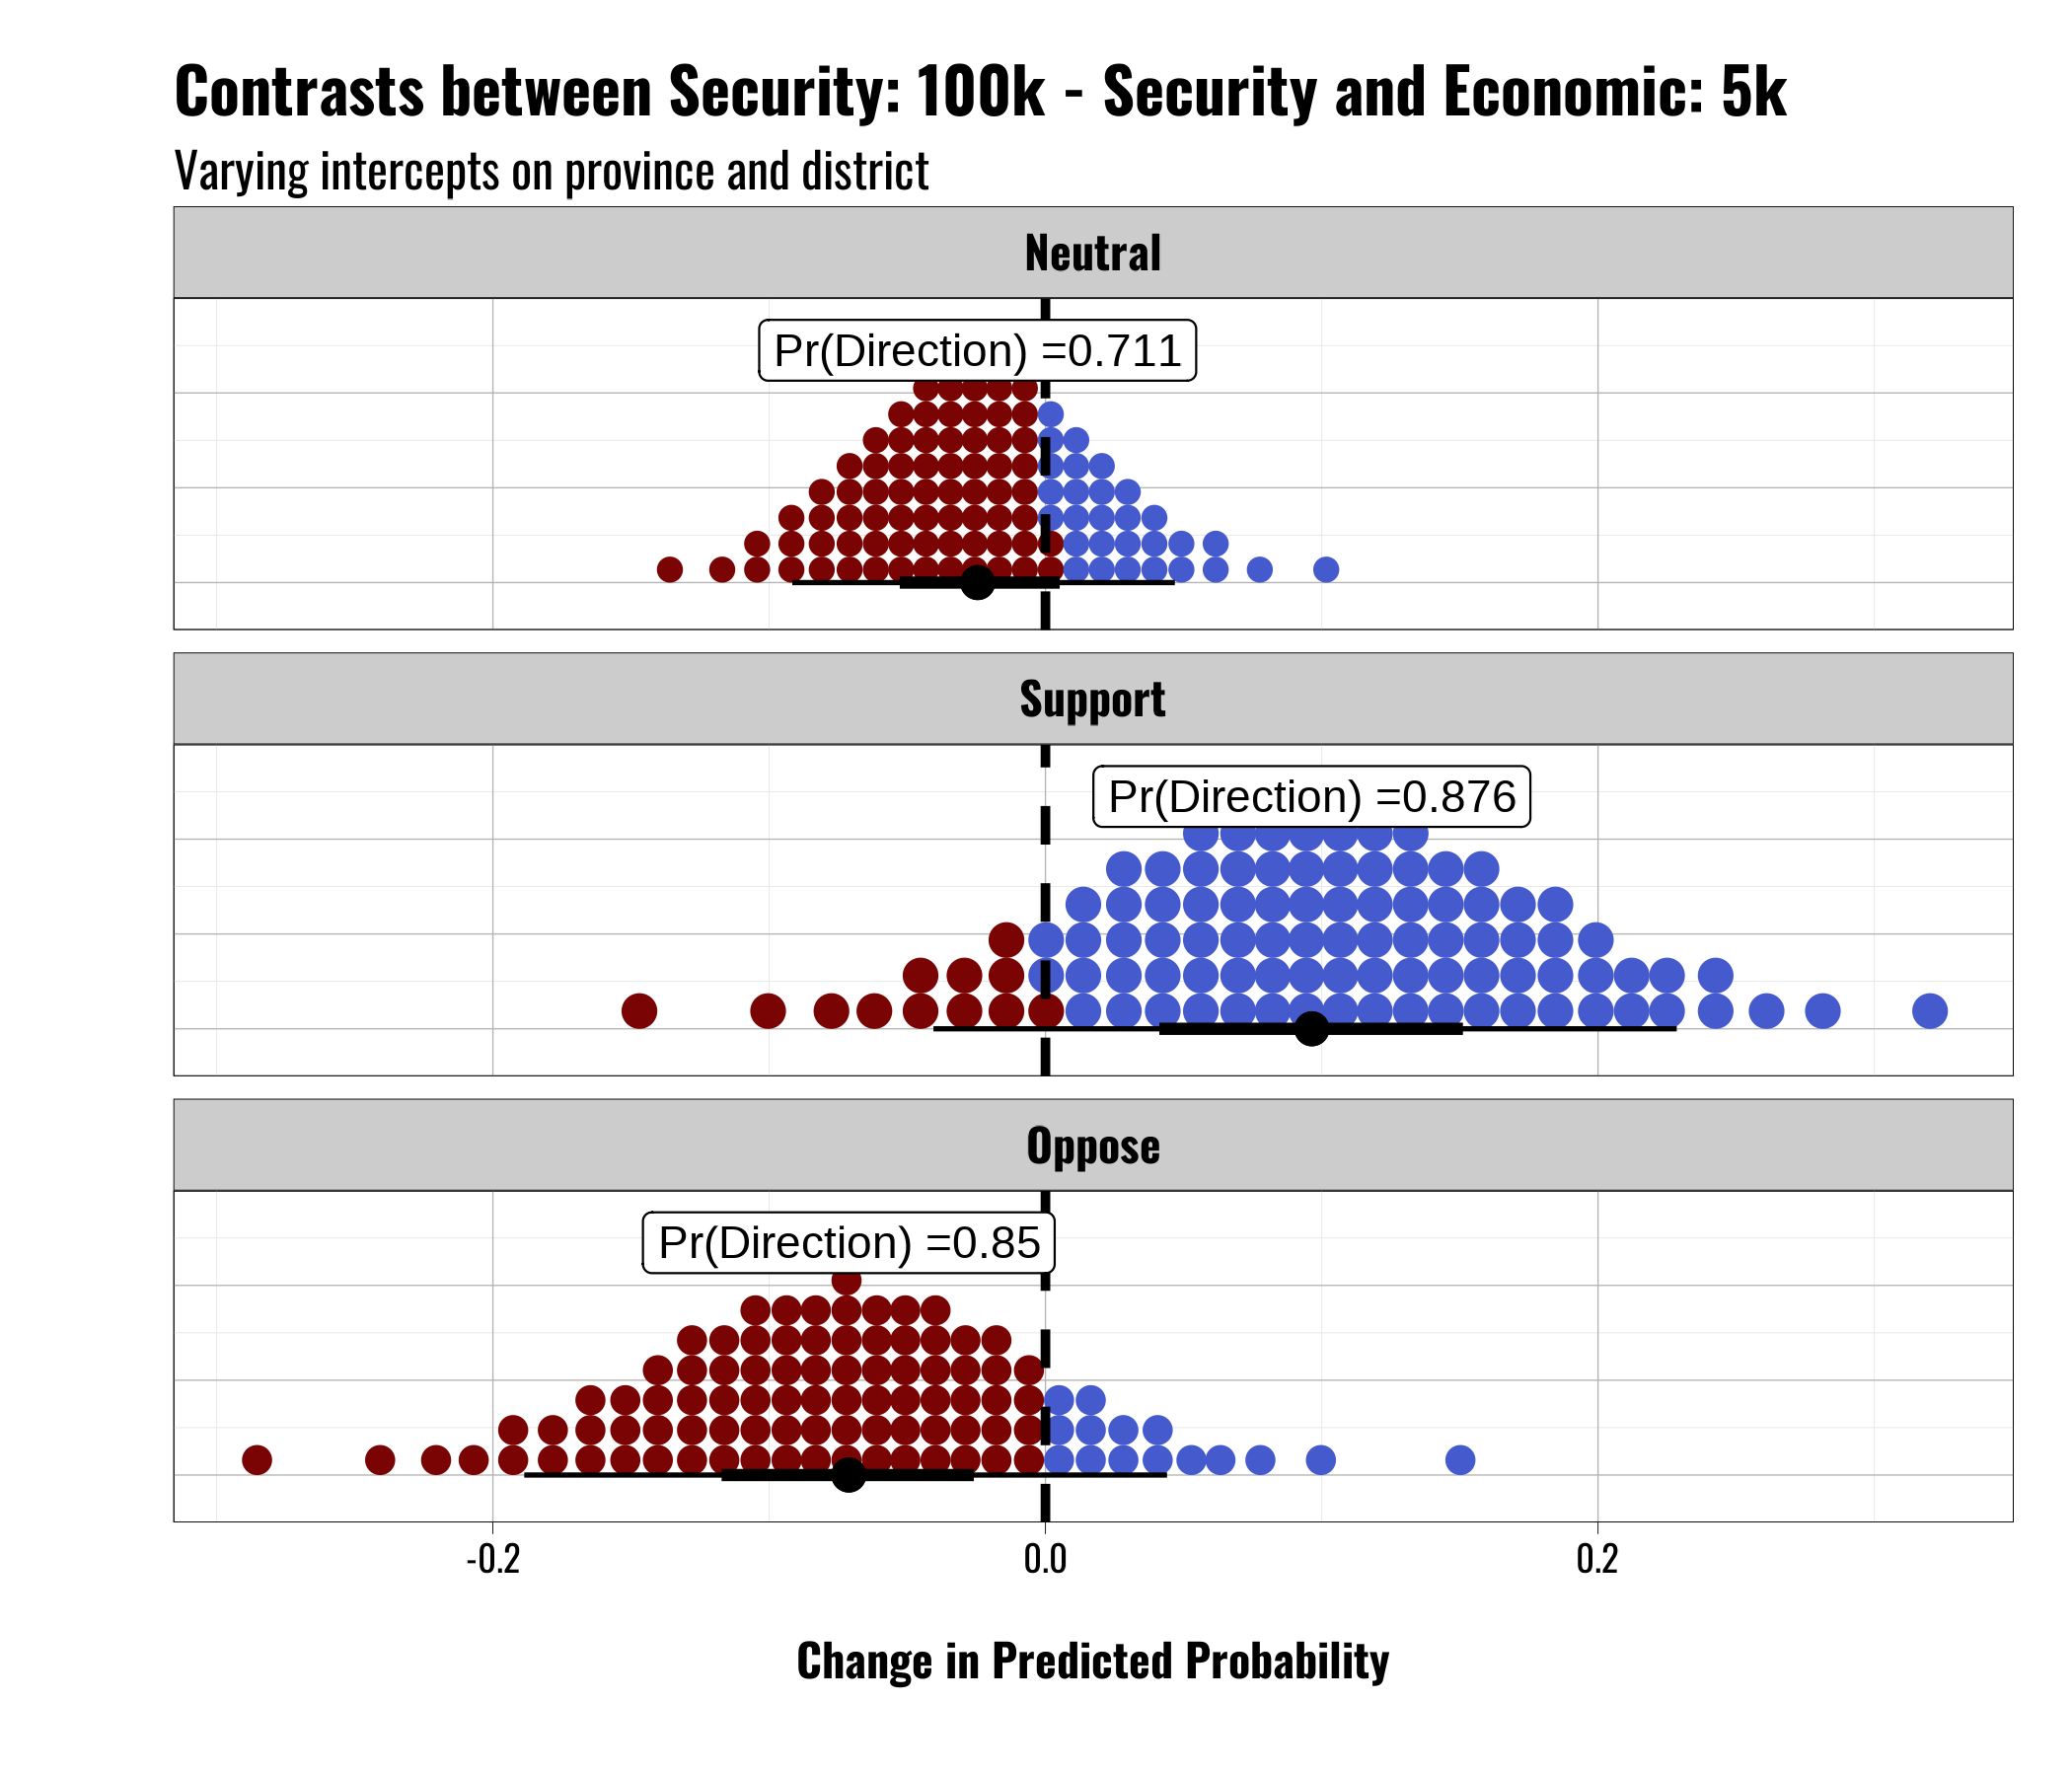 Contrasts between Security: 100k - Security and Economic: 5k
Varying intercepts on province and district
Neutral
Pr(Direction) =0.711
Support
Pr(Direction) =0.876
Oppose
Pr(Direction) =0.85
-0.2 0.0 0.2
Change in Predicted Probability